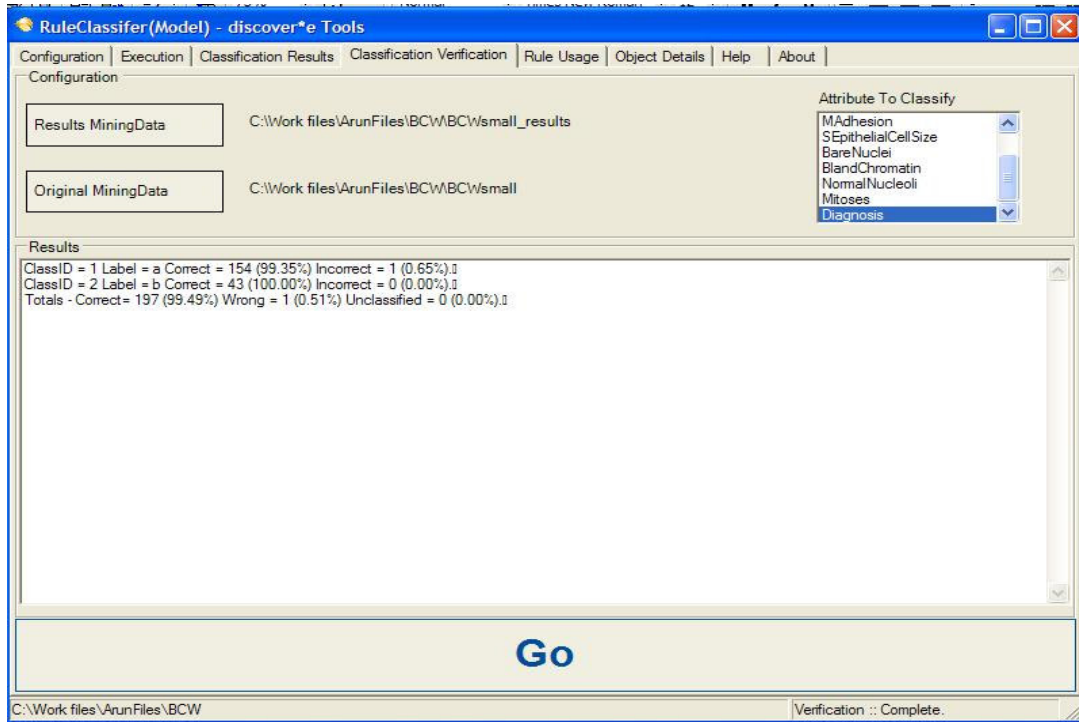 RuleClassifer(Model) - discover*e Tools
Configuration Execution Classification Results Classification Verification Rule Usage Object Details Help About
Configuration
Results MiningData C:\Work files\ArunFiles\BCW\BCWsmall_results
Original MiningData C:\Work files\ArunFiles\BCW\BCWsmall
Attribute To Classify
MAdhesion
SEpithelialCellSize
BareNuclei
BlandChromatin
NormalNucleoli
Mitoses
Diagnosis
Results
ClassID = 1 Label = a Correct = 154 (99.35%) Incorrect = 1 (0.65%).▯
ClassID = 2 Label = b Correct = 43 (100.00%) Incorrect = 0 (0.00%).▯
Totals - Correct= 197 (99.49%) Wrong = 1 (0.51%) Unclassified = 0 (0.00%).▯
Go
C:\Work files\ArunFiles\BCW
Verification :: Complete.